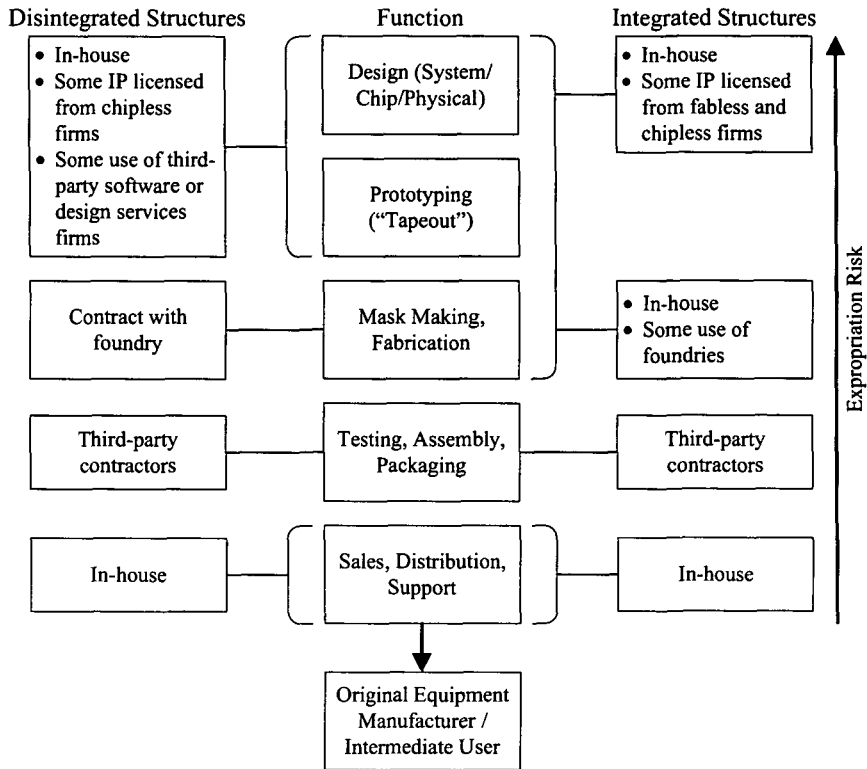 Disintegrated Structures
Function
Integrated Structures
• In-house
• Some IP licensed
from chipless
firms
• Some use of third-
party software or
design services
firms
Design (System/
Chip/Physical)
• In-house
• Some IP licensed
from fabless and
chipless firms
Prototyping
(“Tapeout”)
Contract with
foundry
Mask Making,
Fabrication
• In-house
• Some use of
foundries
Third-party
contractors
Testing, Assembly,
Packaging
Third-party
contractors
In-house
Sales, Distribution,
Support
In-house
Original Equipment
Manufacturer /
Intermediate User
Expropriation Risk